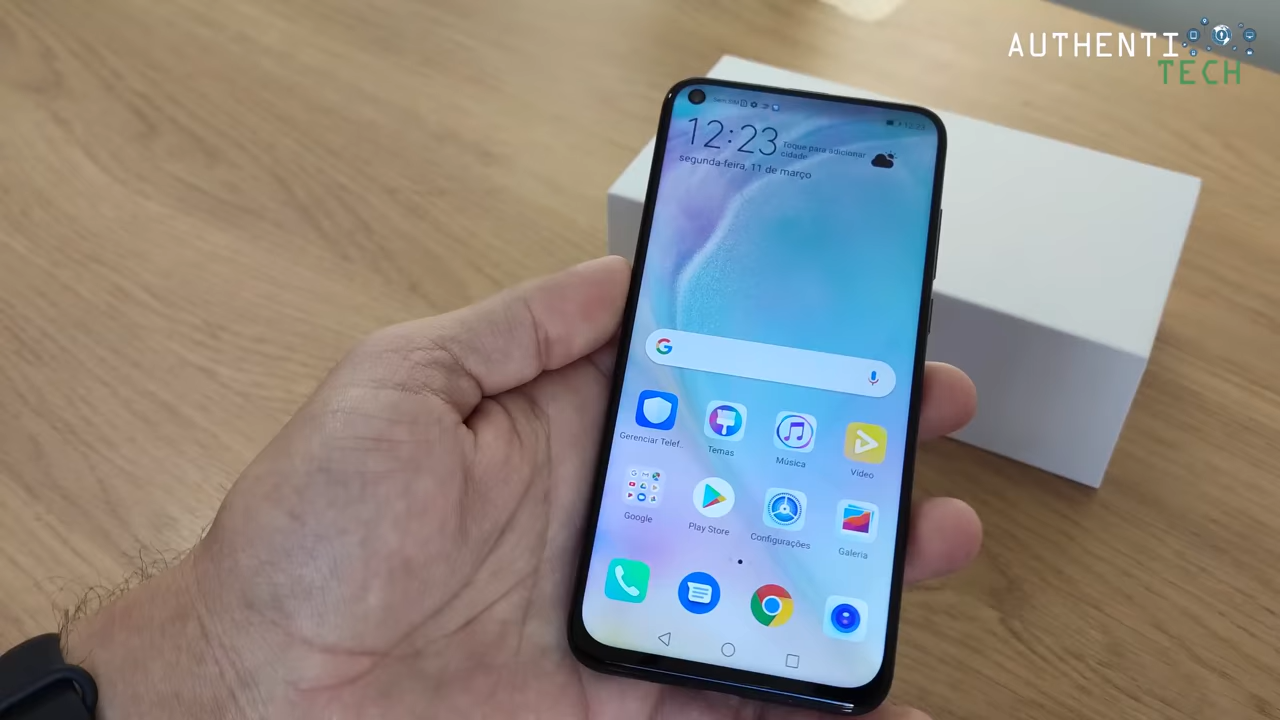 AUTHENTI
TECH
12:23
Toque para adicionar
cidade
segunda-feira, 11 de março
Gerenciar Telef..
Temas
Música
Vídeo
Google
Play Store
Configurações
Galeria